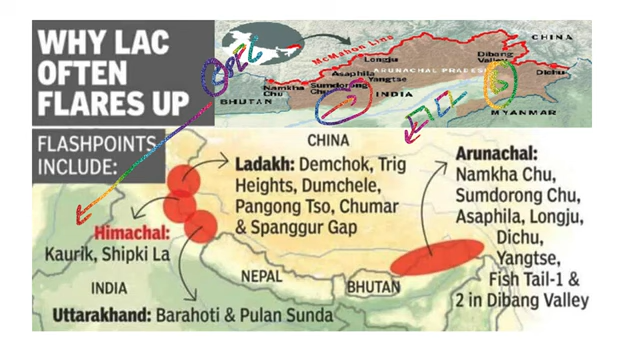 WHY LAC
OFTEN
FLARES UP
McMahon Line
CHINA
Longju
Dibang
Valley
ARUNACHAL PRADESH
Asaphila
Yangtse
Dichu
Namkha
Chu
Sumdorong
Chu
INDIA
BHUTAN
MYANMAR
FLASHPOINTS
INCLUDE:
CHINA
Ladakh: Demchok, Trig
Heights, Dumchele,
Pangong Tso, Chumar
& Spanggur Gap
Arunachal:
Namkha Chu,
Sumdorong Chu,
Asaphila, Longju,
Dichu,
Yangtse,
Fish Tail-1 &
2 in Dibang Valley
Himachal:
Kaurik, Shipki La
NEPAL
BHUTAN
INDIA
Uttarakhand: Barahoti & Pulan Sunda